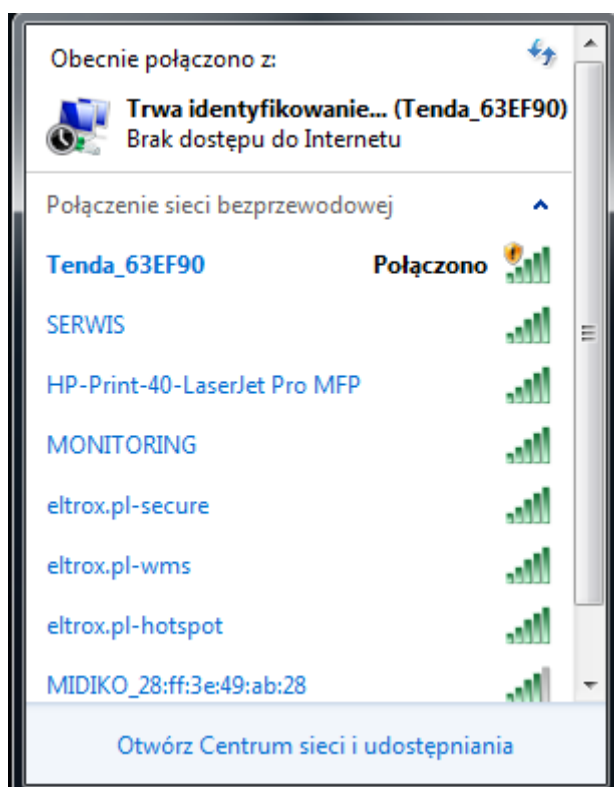 Obecnie połączono z:
Trwa identyfikowanie... (Tenda_63EF90)
Brak dostępu do Internetu
Połączenie sieci bezprzewodowej
Tenda_63EF90 Połączono
SERWIS
HP-Print-40-LaserJet Pro MFP
MONITORING
eltrox.pl-secure
eltrox.pl-wms
eltrox.pl-hotspot
MIDIKO_28:ff:3e:49:ab:28
Otwórz Centrum sieci i udostępniania